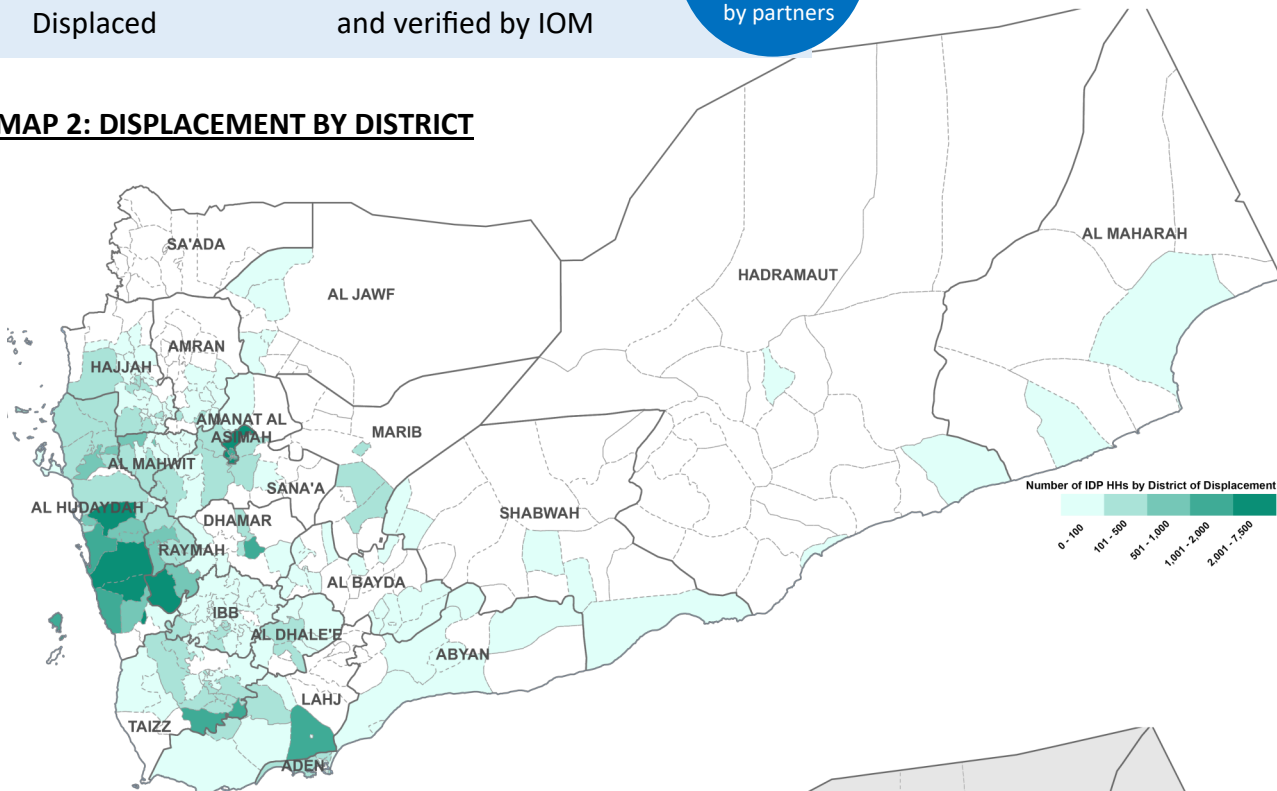 Displaced
and verified by IOM
by partners
MAP 2: DISPLACEMENT BY DISTRICT
SA'ADA
AL MAHARAH
HADRAMAUT
AL JAWF
AMRAN
HAJJAH
AMANAT AL
ASIMAH
MARIB
AL MAHWIT
SANA'A
Number of IDP HHs by District of Displacement
0 - 100
101 - 500
501 - 1,000
1,001 - 2,000
2,001 - 7,500
AL HUDAYDAH
SHABWAH
DHAMAR
RAYMAH
AL BAYDA
IBB
AL DHALE'E
ABYAN
LAHJ
TAIZZ
ADEN